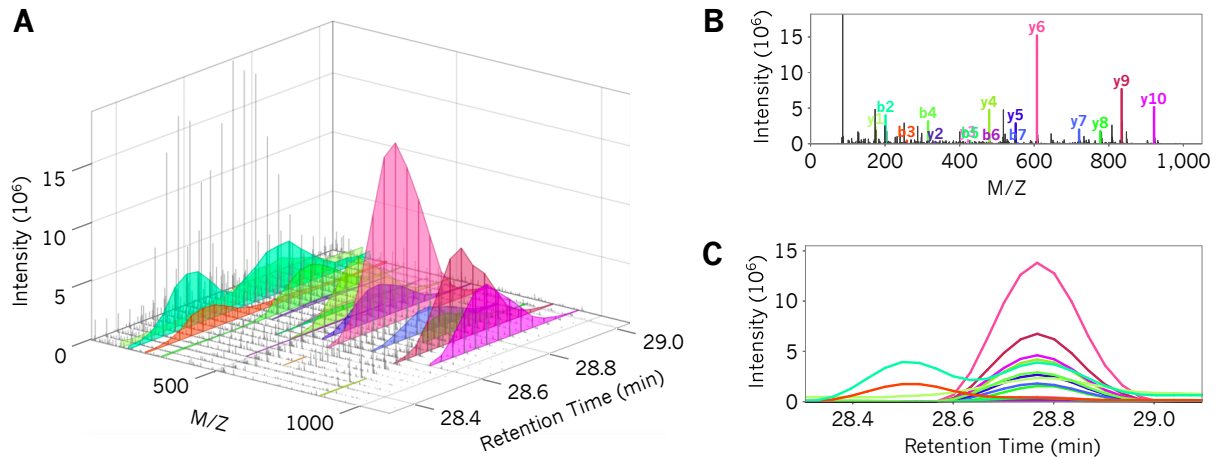 A
Intensity (10⁶)
15
10
5
0
500
1000
M/Z
28.4
28.6
28.8
29.0
Retention Time (min)
B
Intensity (10⁶)
15
10
5
0
y1
b2
b3
b4
y2
b5
y4
b6
y5
b7
y6
y7
y8
y9
y10
0
200
400
600
800
1,000
M/Z
C
Intensity (10⁶)
15
10
5
0
28.4
28.6
28.8
29.0
Retention Time (min)